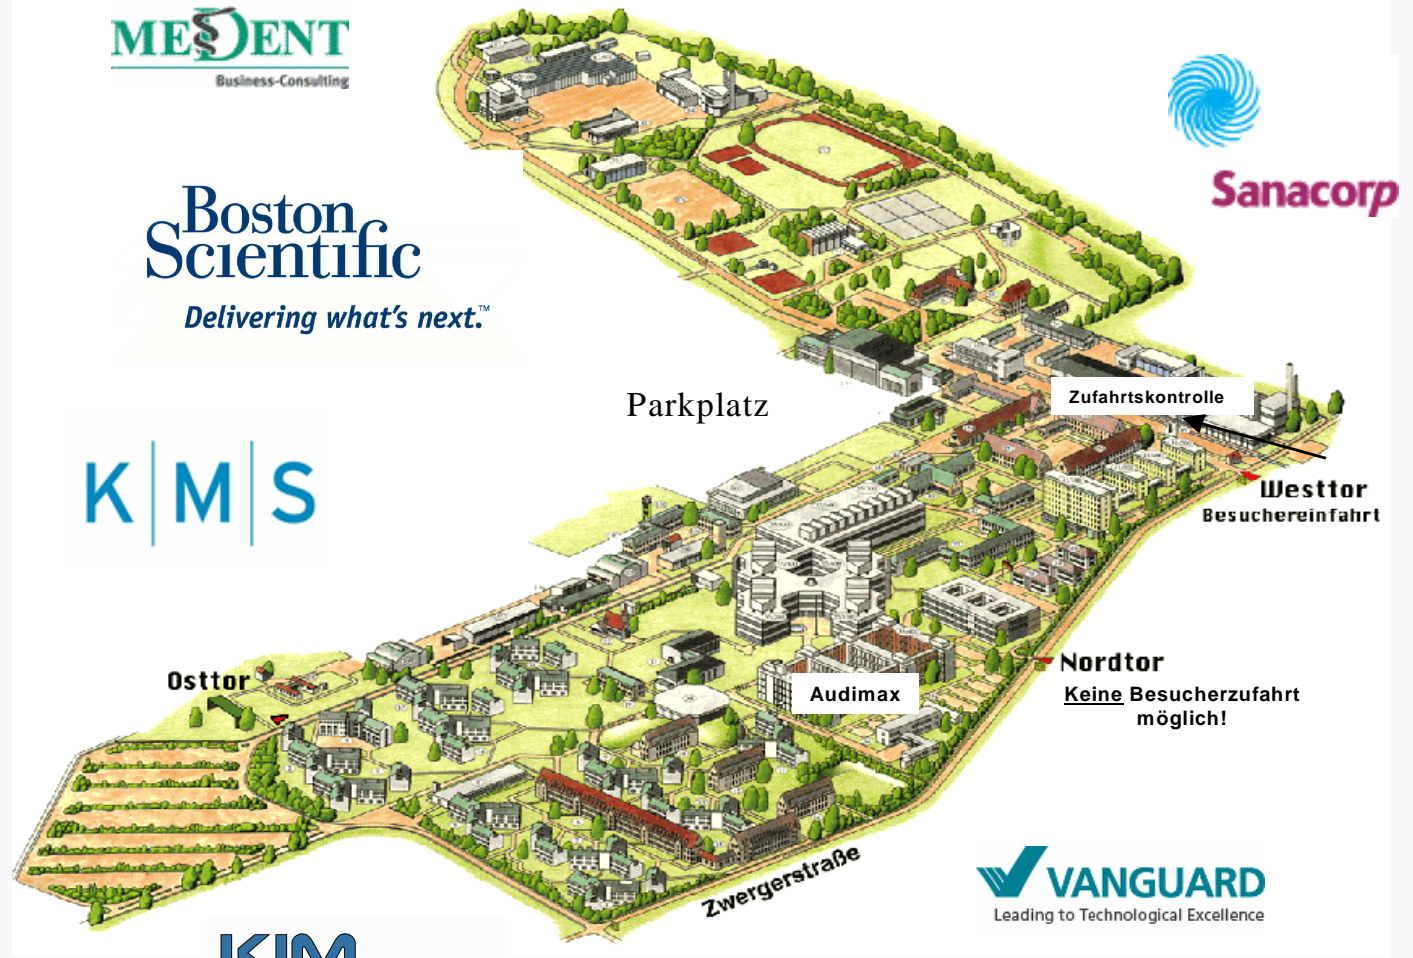 MEDENT
Business-Consulting
Sanacorp
Boston
Scientific
Delivering what's next.™
Parkplatz
Zufahrtskontrolle
K|M|S
Westtor
Besuchereinfahrt
Osttor
Nordtor
Audimax
Keine Besucherzufahrt
möglich!
Zwergerstraße
VANGUARD
Leading to Technological Excellence